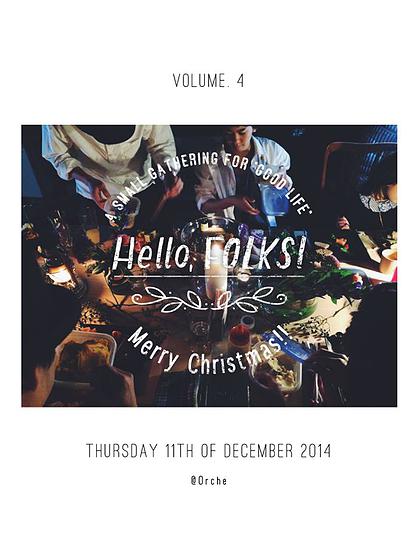 VOLUME. 4
A SMALL GATHERING FOR "GOOD LIFE"
Hello, FOLKS!
Merry Christmas!!
THURSDAY 11TH OF DECEMBER 2014
@Orche